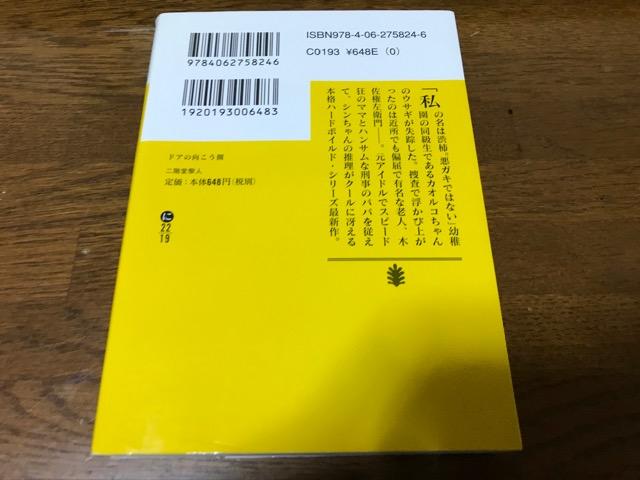 ISBN978-4-06-275824-6
C0193 ¥648E (0)
9784062758246
1920193006483
ドアの向こう側
二階堂黎人
定価：本体648円(税別)
に
22
19
「私の名は渋柿。悪ガキではない」幼稚
園の同級生であるカオルコちゃん
のウサギが失踪した。捜査で浮かび上が
ったのは近所でも偏屈で有名な老人、木
佐権左衛門――。元アイドルでスピード
狂のママとハンサムな刑事のパパを従え
て、シンちゃんの推理がクールに冴える
本格ハードボイルド・シリーズ最新作。